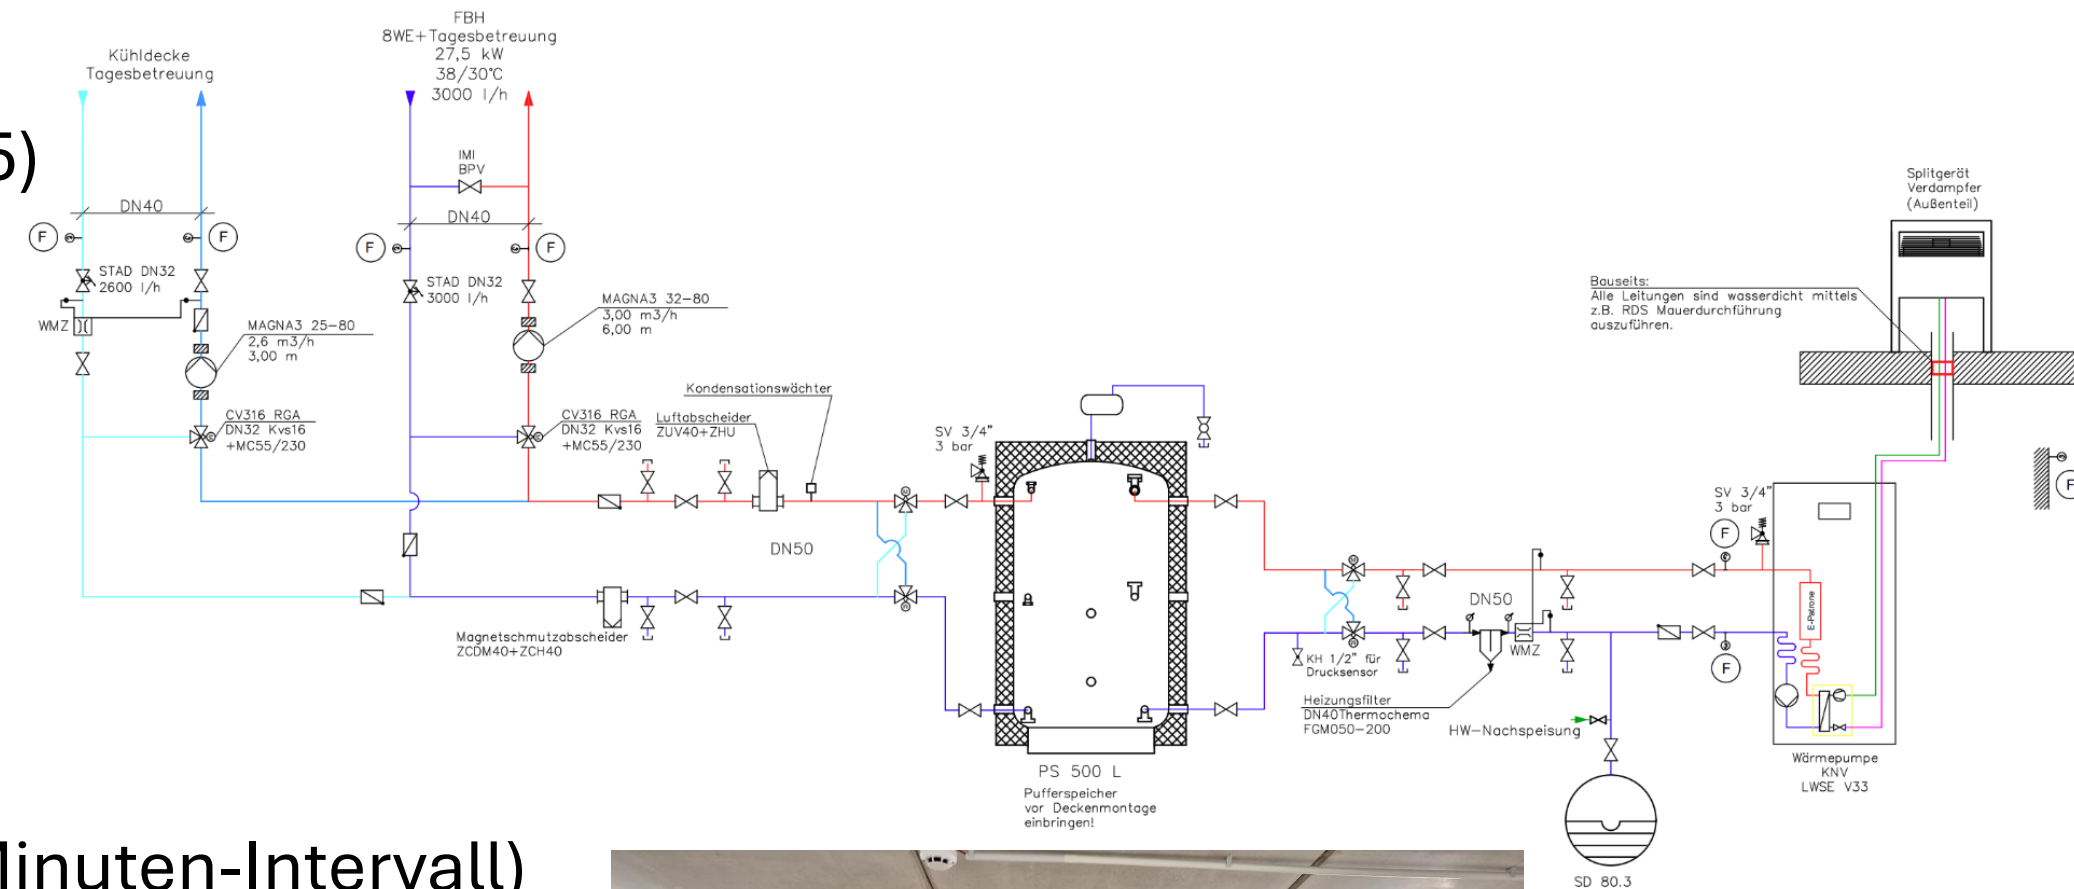 5)
Kühldecke
Tagesbetreuung
FBH
8WE+Tagesbetreuung
27,5 kW
38/30°C
3000 l/h
IMI
BPV
DN40
DN40
F
F
F
F
STAD DN32
2600 l/h
STAD DN32
3000 l/h
WMZ
MAGNA3 25-80
2,6 m3/h
3,00 m
MAGNA3 32-80
3,00 m3/h
6,00 m
CV316 RGA
DN32 Kvs16
+MC55/230
CV316 RGA
DN32 Kvs16
+MC55/230
Kondensationswächter
Luftabscheider
ZUV40+ZHU
SV 3/4"
3 bar
DN50
Magnetschmutzabscheider
ZCDM40+ZCH40
PS 500 L
Pufferspeicher
vor Deckenmontage
einbringen!
Splitgerät
Verdampfer
(Außenteil)
Bauseits:
Alle Leitungen sind wasserdicht mittels
z.B. RDS Mauerdurchführung
auszuführen.
SV 3/4"
3 bar
F
F
F
DN50
WMZ
KH 1/2" für
Drucksensor
Heizungsfilter
DN40Thermochema
FGM050-200
HW-Nachspeisung
E-Patrone
Wärmepumpe
KNV
LWSE V33
SD 80.3
Minuten-Intervall)